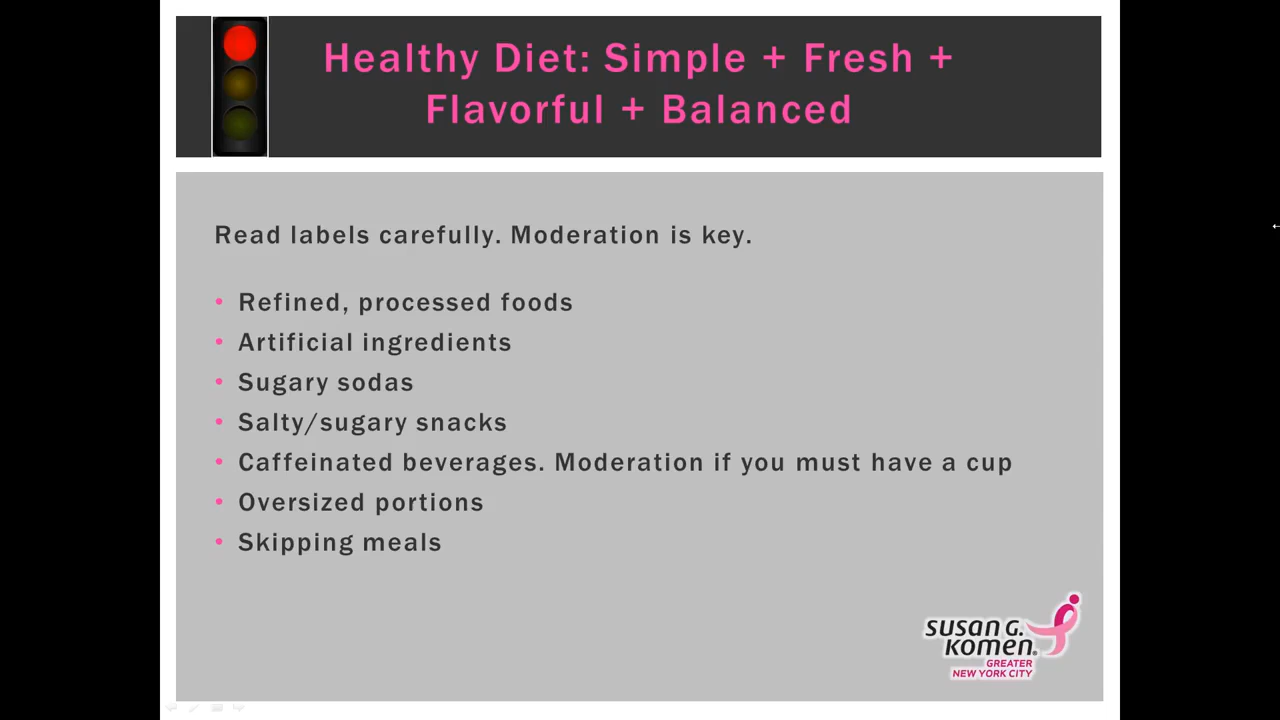 Healthy Diet: Simple + Fresh +
Flavorful + Balanced
Read labels carefully. Moderation is key.
• Refined, processed foods
• Artificial ingredients
• Sugary sodas
• Salty/sugary snacks
• Caffeinated beverages. Moderation if you must have a cup
• Oversized portions
• Skipping meals
susan G.
komen®
GREATER
NEW YORK CITY